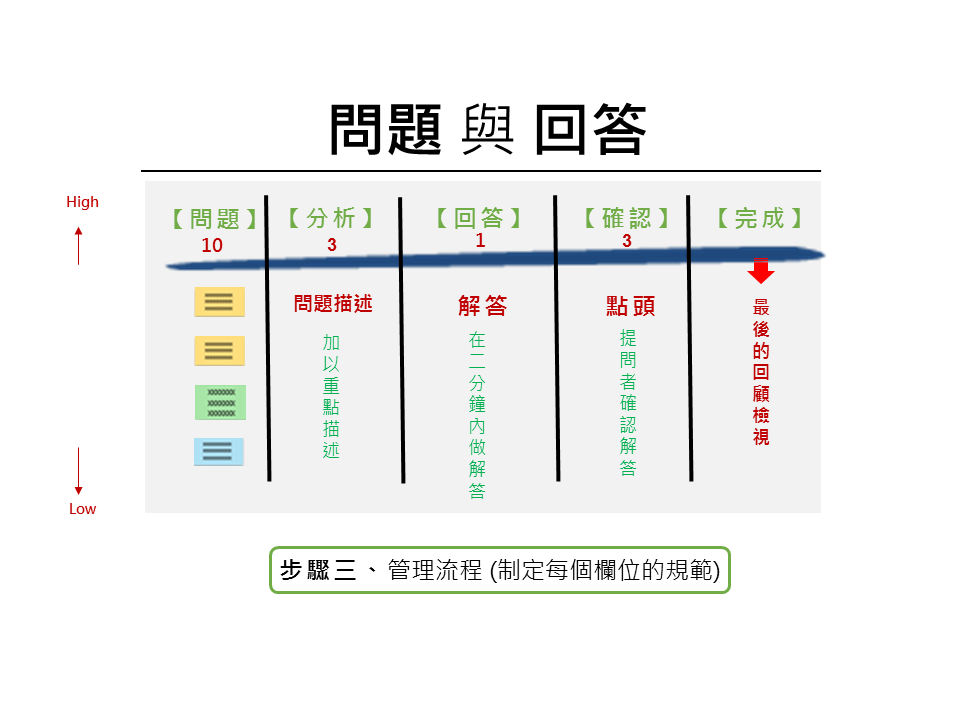 問題 與 回答
High
【問題】
10
【分析】
3
【回答】
1
【確認】
3
【完成】
XXXXXXX
XXXXXXX
XXXXXXX
問題描述
加以重點描述
解答
在二分鐘內做解答
點頭
提問者確認解答
最後的回顧檢視
Low
步驟三、管理流程 (制定每個欄位的規範)